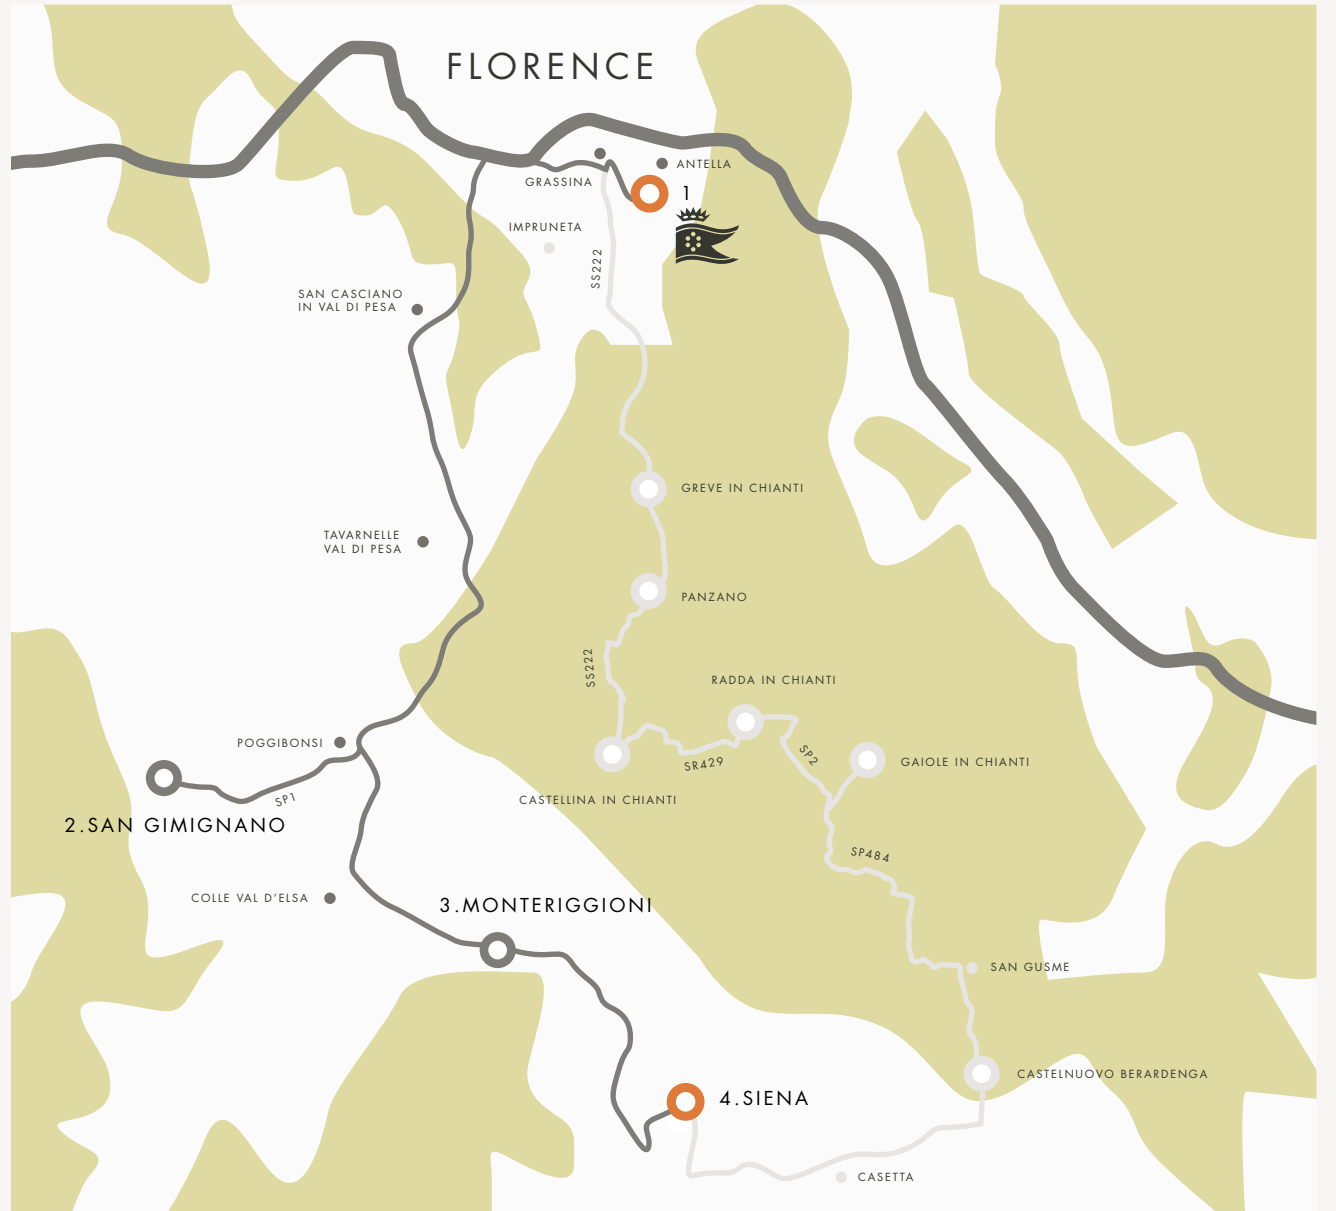 FLORENCE
ANTELLA
GRASSINA
1
IMPRUNETA
SS222
SAN CASCIANO
IN VAL DI PESA
GREVE IN CHIANTI
TAVARNELLE
VAL DI PESA
PANZANO
SS222
RADDA IN CHIANTI
POGGIBONSI
SP2
SR429
GAIOLE IN CHIANTI
SP1
CASTELLINA IN CHIANTI
2.SAN GIMIGNANO
SP484
COLLE VAL D'ELSA
3.MONTERIGGIONI
SAN GUSME
CASTELNUOVO BERARDENGA
4.SIENA
CASETTA